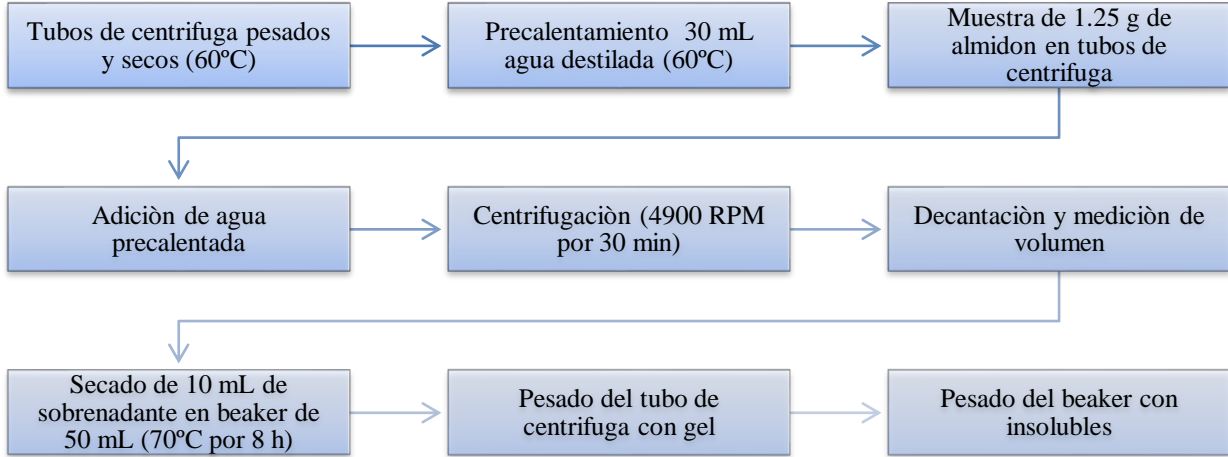 Tubos de centrifuga pesados
y secos (60ºC)
Precalentamiento 30 mL
agua destilada (60ºC)
Muestra de 1.25 g de
almidon en tubos de
centrifuga
Adiciòn de agua
precalentada
Centrifugaciòn (4900 RPM
por 30 min)
Decantaciòn y mediciòn de
volumen
Secado de 10 mL de
sobrenadante en beaker de
50 mL (70ºC por 8 h)
Pesado del tubo de
centrifuga con gel
Pesado del beaker con
insolubles